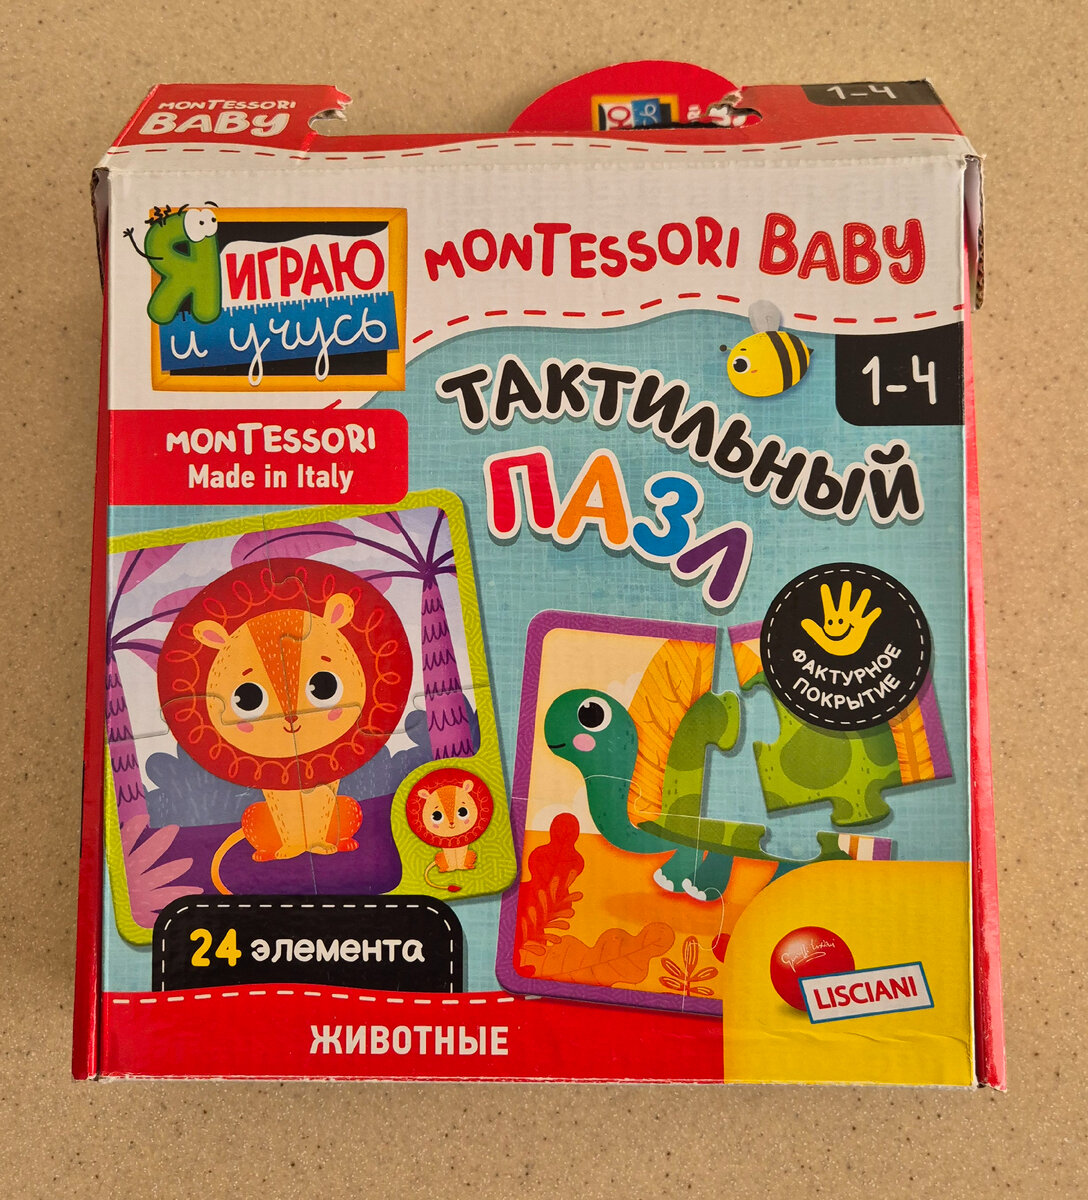 MONTESSORI
BABY
1-4
Я ИГРАЮ
и учусь
MONTESSORI BABY
1-4
MONTESSORI
Made in Italy
ТАКТИЛЬНЫЙ
ПАЗЛ
ФАКТУРНОЕ
ПОКРЫТИЕ
24 элемента
LISCIANI
ЖИВОТНЫЕ